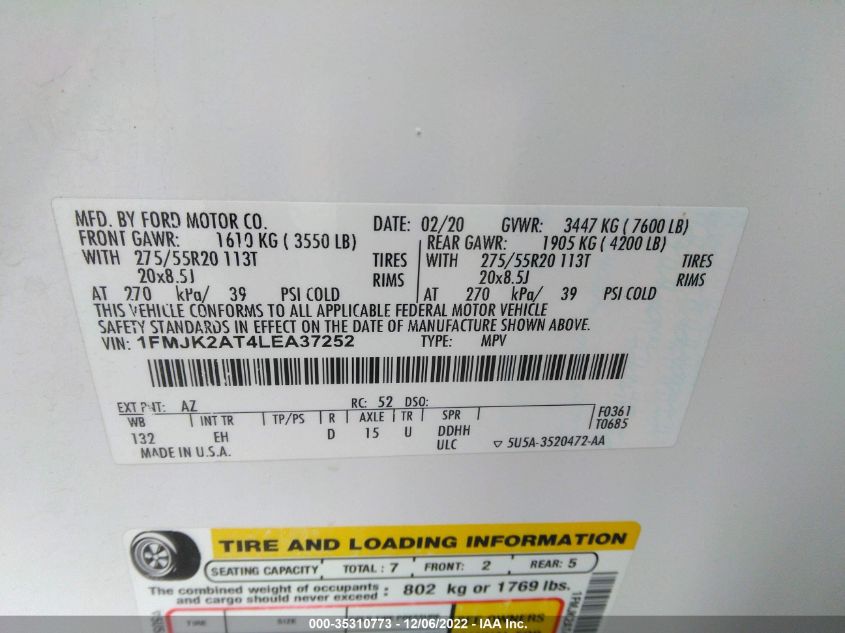 MFD. BY FORD MOTOR CO.
DATE: 02/20 GVWR: 3447 KG ( 7600 LB)
FRONT GAWR: 1610 KG ( 3550 LB)
REAR GAWR: 1905 KG ( 4200 LB)
WITH 275/55R20 113T TIRES
WITH 275/55R20 113T TIRES
20x8.5J RIMS
20x8.5J RIMS
AT 270 kPa/ 39 PSI COLD
AT 270 kPa/ 39 PSI COLD
THIS VEHICLE CONFORMS TO ALL APPLICABLE FEDERAL MOTOR VEHICLE
SAFETY STANDARDS IN EFFECT ON THE DATE OF MANUFACTURE SHOWN ABOVE.
VIN: 1FMJK2AT4LEA37252 TYPE: MPV
EXT PNT: AZ RC: 52 DSO:
WB INT TR TP/PS R AXLE TR SPR
F0361
T0685
132 EH D 15 U DDHH
ULC
5U5A-3520472-AA
MADE IN U.S.A.
TIRE AND LOADING INFORMATION
SEATING CAPACITY TOTAL : 7 FRONT: 2 REAR: 5
The combined weight of occupants
and cargo should never exceed : 802 kg or 1769 lbs.
TIRE SIZE
000-35310773 - 12/06/2022 - IAA Inc.